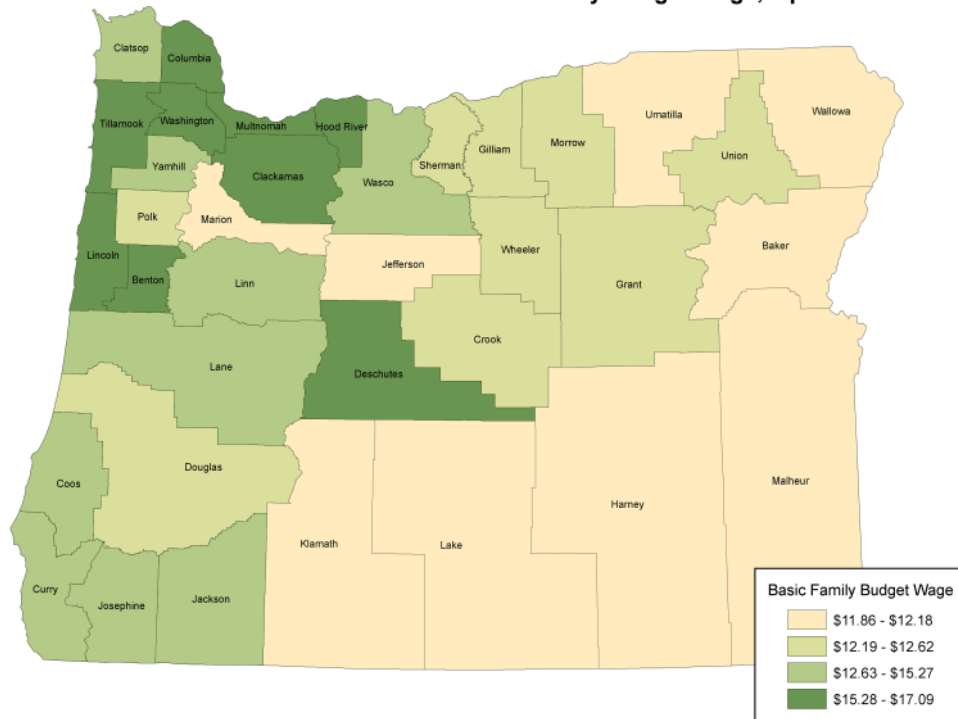 Clatsop
Columbia
Tillamook
Washington
Multnomah
Hood River
Yamhill
Clackamas
Wasco
Sherman
Gilliam
Morrow
Umatilla
Union
Wallowa
Polk
Marion
Lincoln
Benton
Linn
Jefferson
Wheeler
Grant
Baker
Lane
Deschutes
Crook
Coos
Douglas
Klamath
Lake
Harney
Malheur
Curry
Josephine
Jackson
Basic Family Budget Wage
$11.86 - $12.18
$12.19 - $12.62
$12.63 - $15.27
$15.28 - $17.09